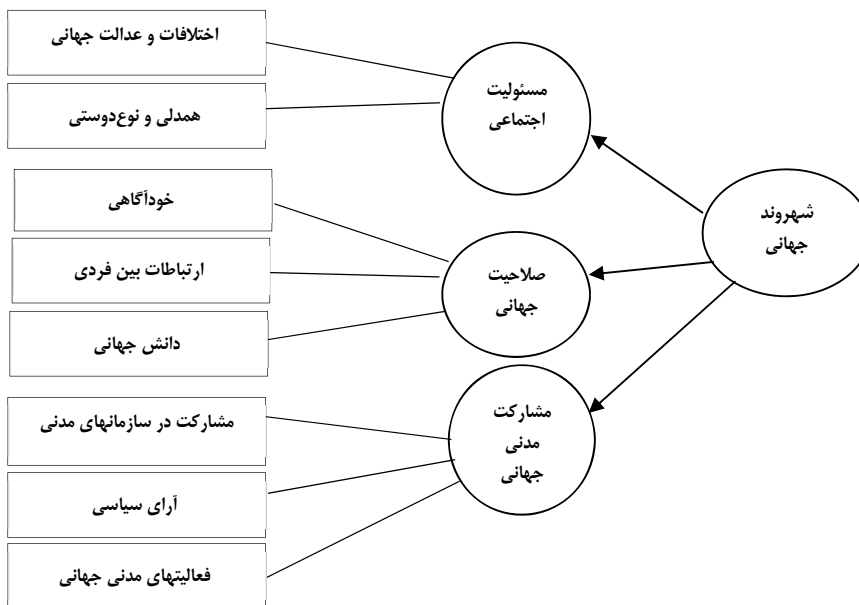 شهروند
جهانی
مسئولیت
اجتماعی
اختلافات و عدالت جهانی
همدلی و نوع‌دوستی
صلاحیت
جهانی
خودآگاهی
ارتباطات بین فردی
دانش جهانی
مشارکت
مدنی
جهانی
مشارکت در سازمانهای مدنی
آرای سیاسی
فعالیتهای مدنی جهانی